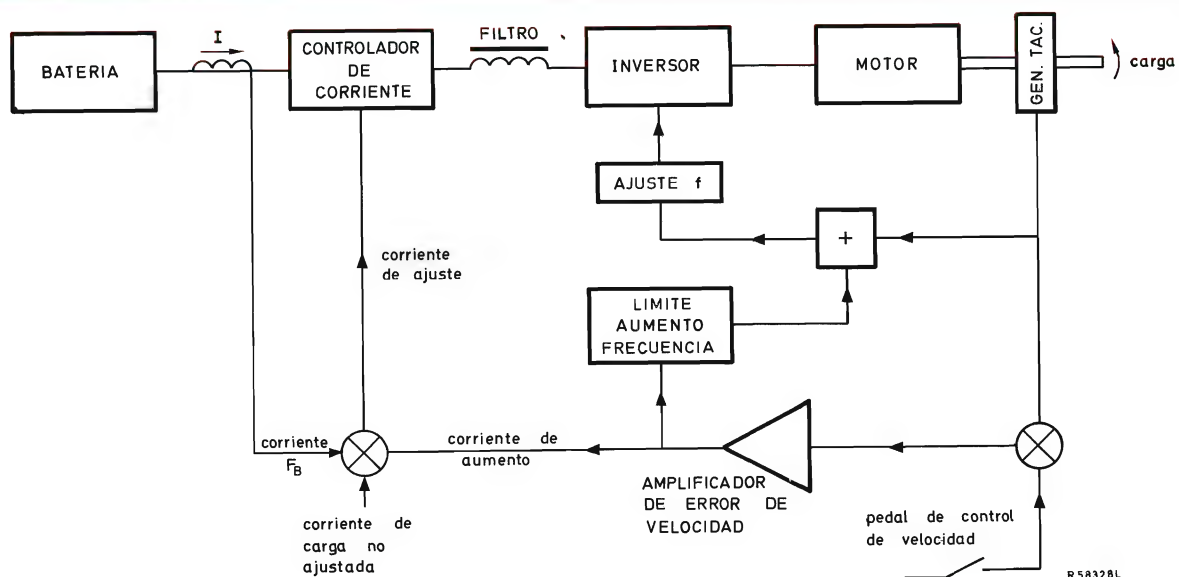 I
BATERIA
CONTROLADOR
DE
CORRIENTE
FILTRO
INVERSOR
MOTOR
GEN. TAC.
carga
AJUSTE f
+
corriente
de ajuste
LIMITE
AUMENTO
FRECUENCIA
corriente
F_B
corriente de
aumento
AMPLIFICADOR
DE ERROR DE
VELOCIDAD
corriente de
carga no
ajustada
pedal de control
de velocidad
R58328L